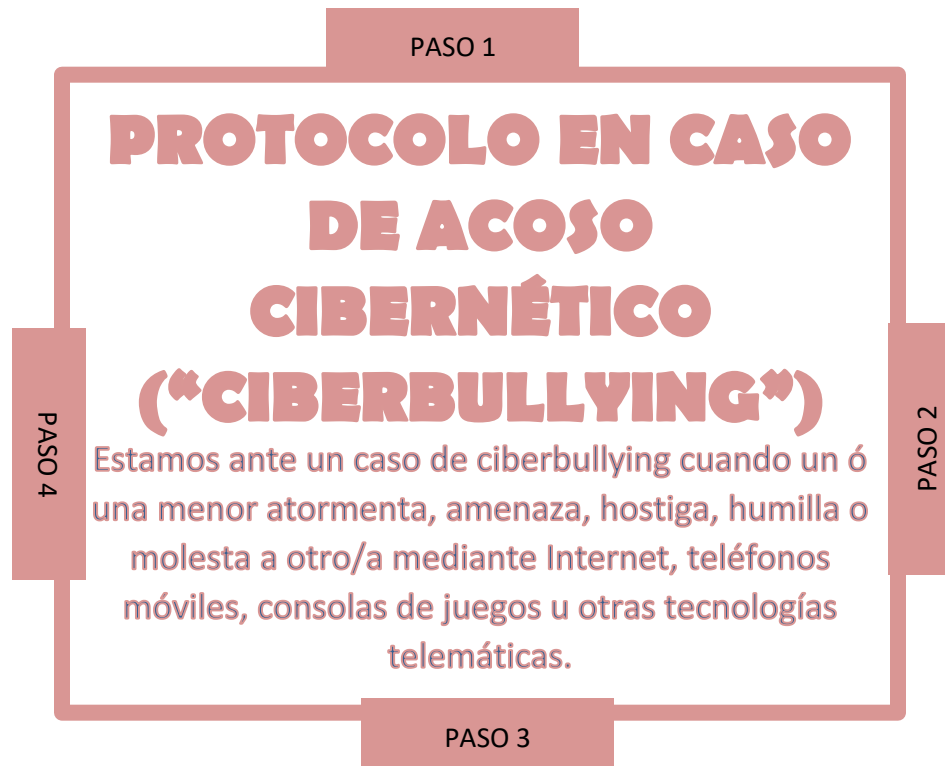 PASO 1
PROTOCOLO EN CASO
DE ACOSO
CIBERNÉTICO
(“CIBERBULLYING”)
Estamos ante un caso de ciberbullying cuando un ó
una menor atormenta, amenaza, hostiga, humilla o
molesta a otro/a mediante Internet, teléfonos
móviles, consolas de juegos u otras tecnologías
telemáticas.
PASO 2
PASO 3
PASO 4